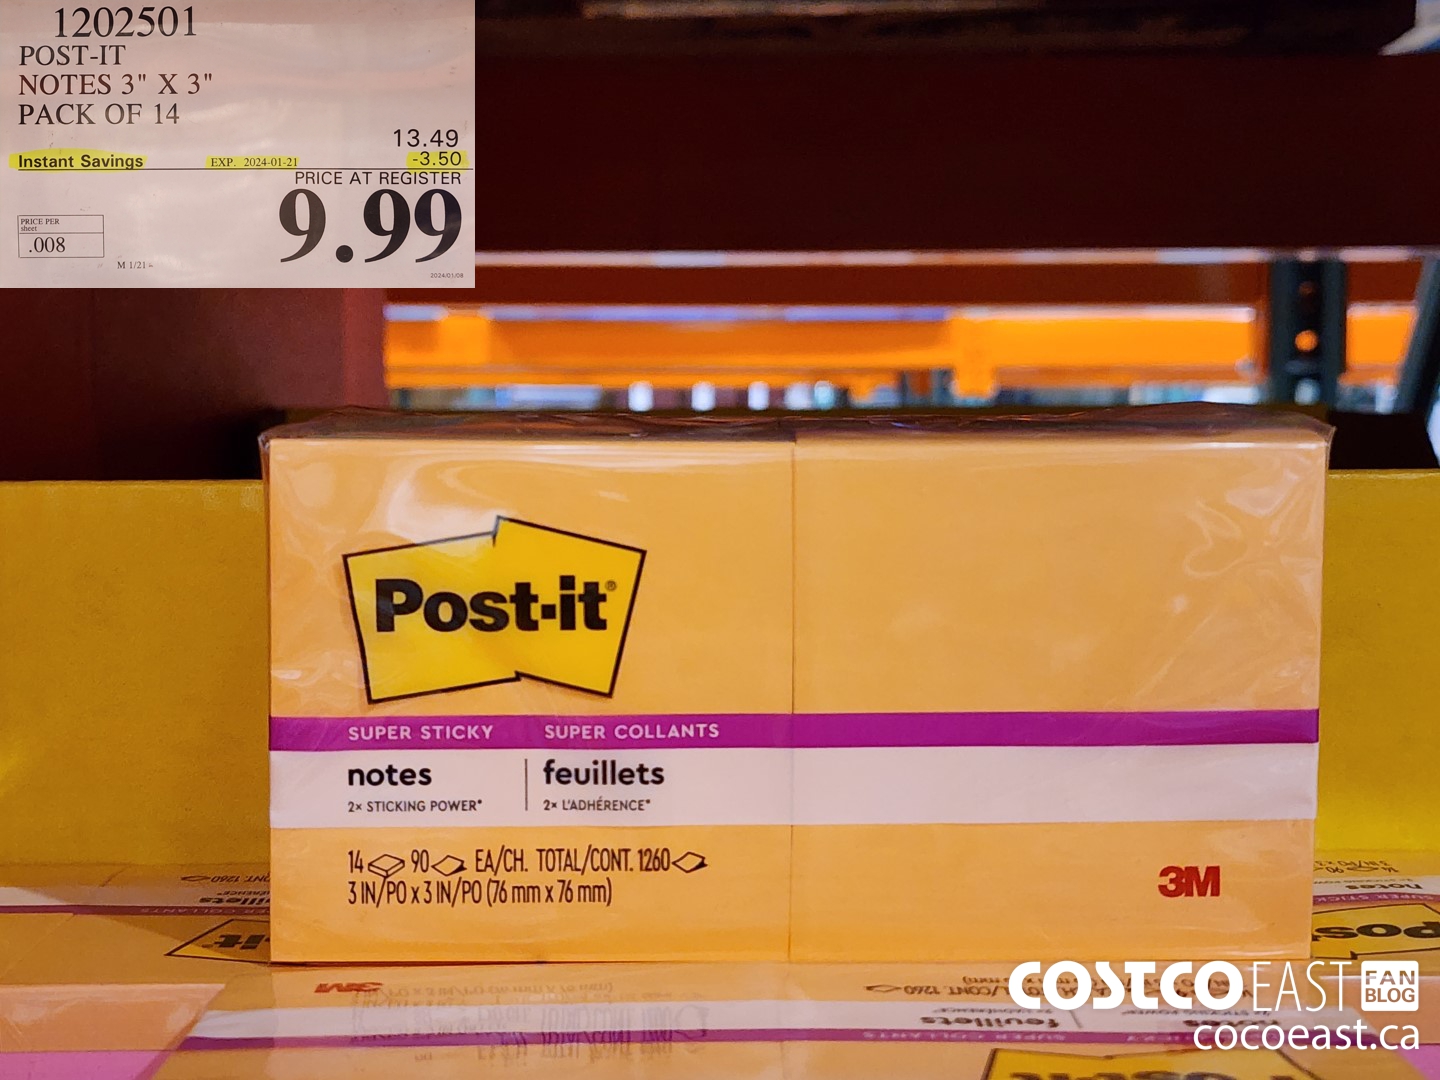 1202501
POST-IT
NOTES 3" X 3"
PACK OF 14
13.49
Instant Savings EXP. 2024-01-21 -3.50
PRICE AT REGISTER
9.99
PRICE PER
sheet
.008
M 1/21
2024/01/08
Post-it®
SUPER STICKY SUPER COLLANTS
notes feuillets
2x STICKING POWER* 2x L'ADHÉRENCE*
14 90 EA/CH. TOTAL/CONT. 1260
3 IN/PO x 3 IN/PO (76 mm x 76 mm)
3M
COSTCO EAST FAN BLOG
cocoeast.ca